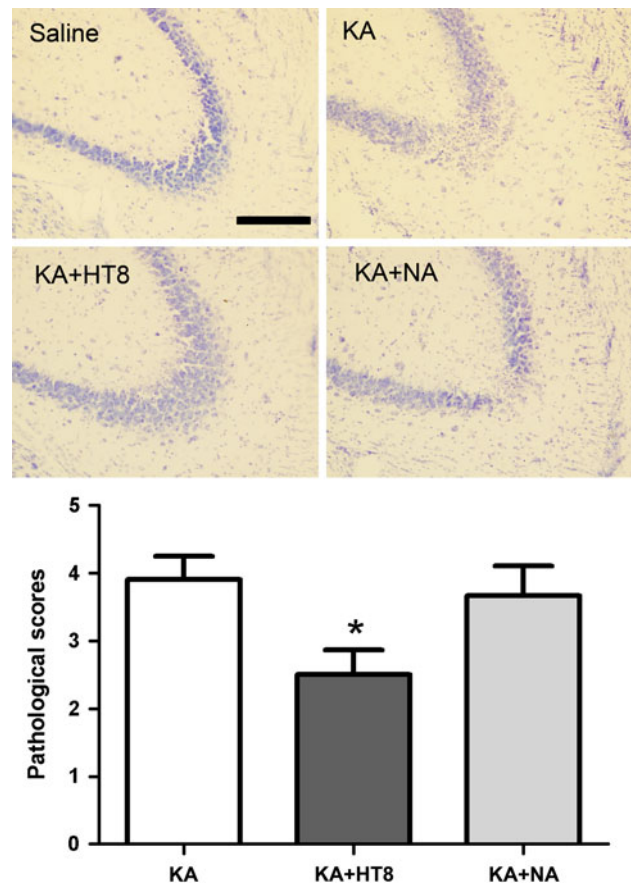 Saline
KA
KA+HT8
KA+NA
Pathological scores
5
4
3
2
1
0
*
KA
KA+HT8
KA+NA